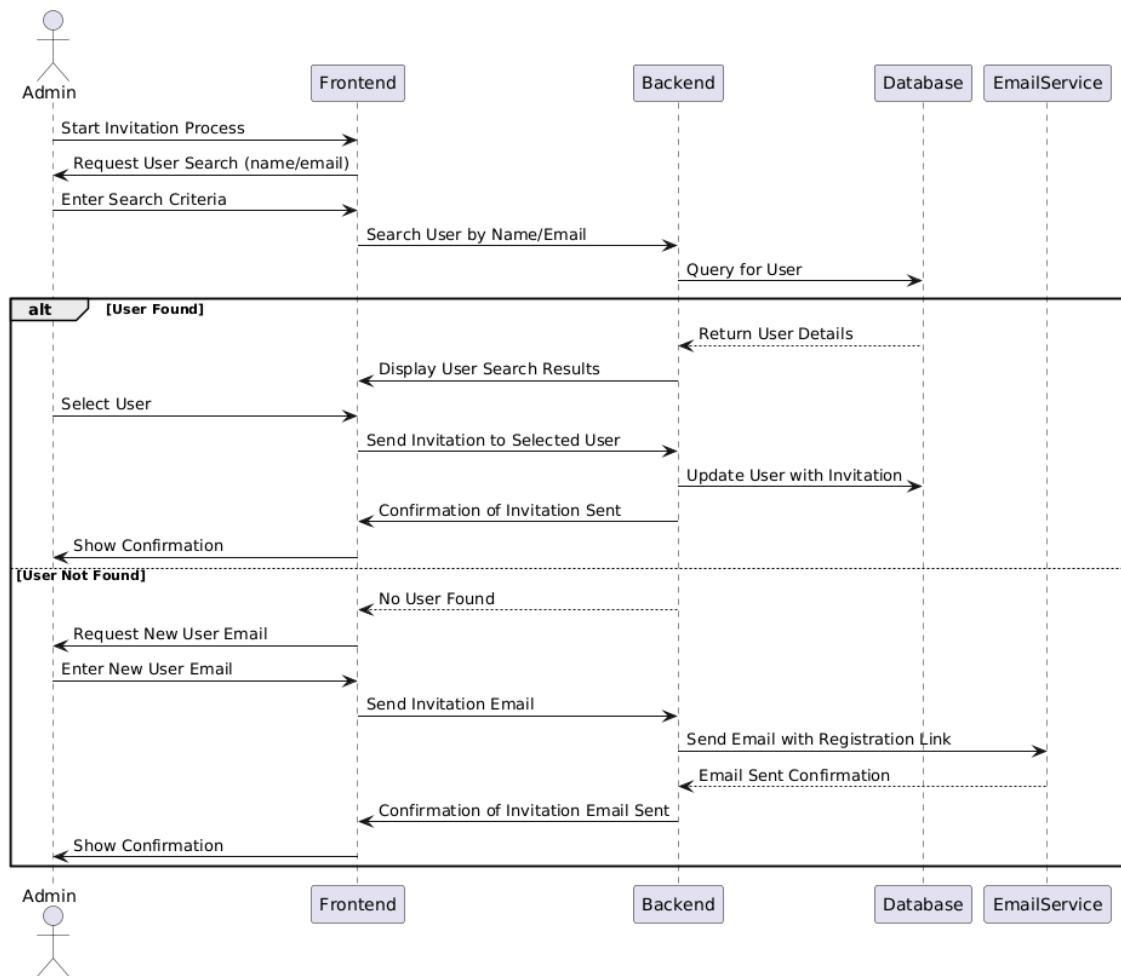 Admin
Frontend
Backend
Database
EmailService
Start Invitation Process
Request User Search (name/email)
Enter Search Criteria
Search User by Name/Email
Query for User
alt
[User Found]
Return User Details
Display User Search Results
Select User
Send Invitation to Selected User
Update User with Invitation
Confirmation of Invitation Sent
Show Confirmation
[User Not Found]
No User Found
Request New User Email
Enter New User Email
Send Invitation Email
Send Email with Registration Link
Email Sent Confirmation
Confirmation of Invitation Email Sent
Show Confirmation
Admin
Frontend
Backend
Database
EmailService